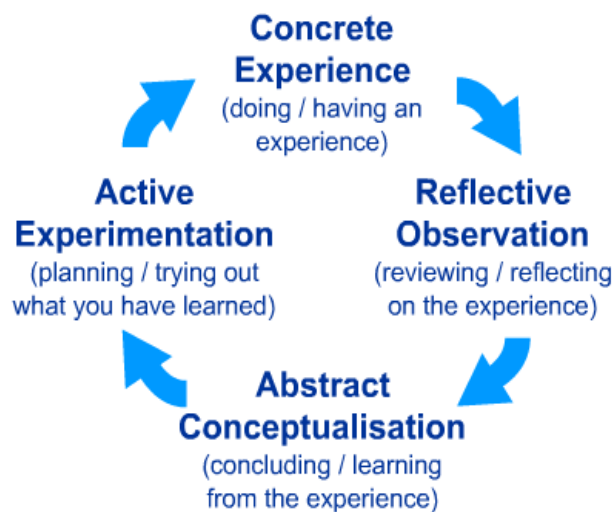 Concrete
Experience
(doing / having an
experience)
Reflective
Observation
(reviewing / reflecting
on the experience)
Abstract
Conceptualisation
(concluding / learning
from the experience)
Active
Experimentation
(planning / trying out
what you have learned)